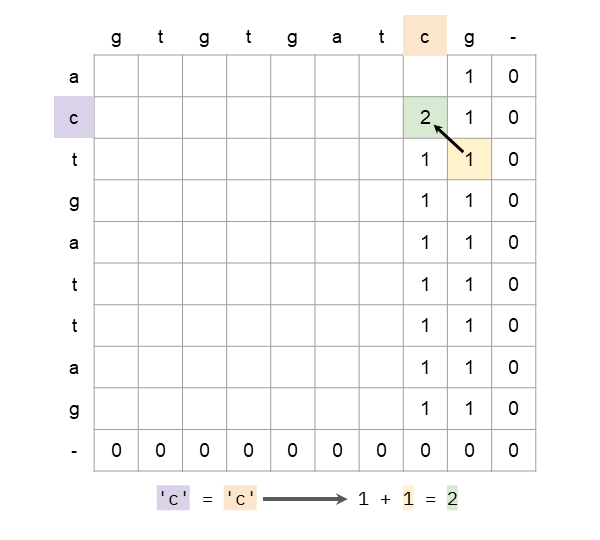 g t g t g a t c g -
a 1 0
c 2 1 0
t 1 1 0
g 1 1 0
a 1 1 0
t 1 1 0
t 1 1 0
a 1 1 0
g 1 1 0
- 0 0 0 0 0 0 0 0 0 0
'c' = 'c' 1 + 1 = 2